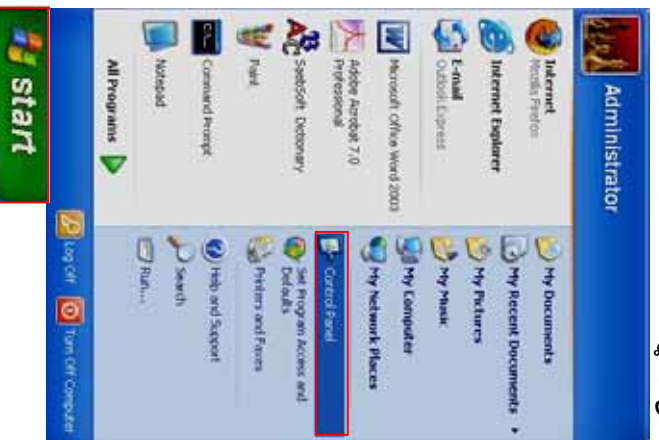 Administrator
Internet
Mozilla Firefox
Internet Explorer
E-mail
Outlook Express
Microsoft Office Word 2003
Adobe Acrobat 7.0
Professional
SaebSoft Dictionary
Paint
Command Prompt
Notepad
All Programs
My Documents
My Recent Documents
My Pictures
My Music
My Computer
My Network Places
Control Panel
Set Program Access and
Defaults
Printers and Faxes
Help and Support
Search
Run...
Log Off
Turn Off Computer
start